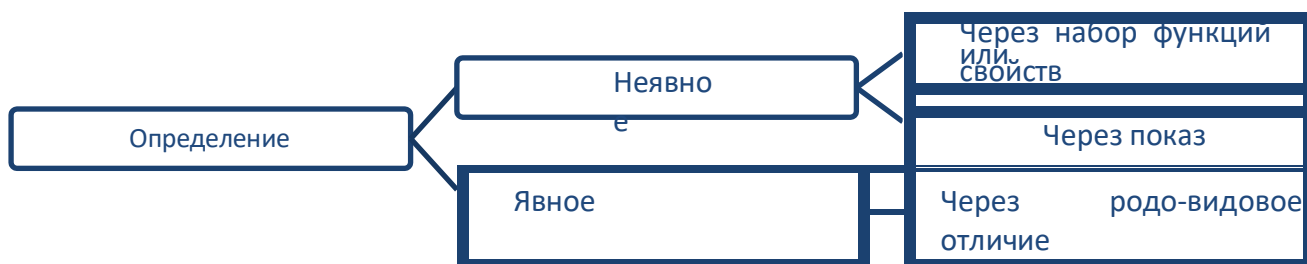 Определение
Неявно
е
Через набор функций
или
свойств
Через показ
Явное
Через родо-видовое
отличие